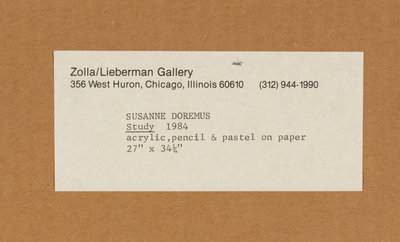 Zolla/Lieberman Gallery
356 West Huron, Chicago, Illinois 60610 (312) 944-1990
SUSANNE DOREMUS
Study 1984
acrylic,pencil & pastel on paper
27" x 34¼"